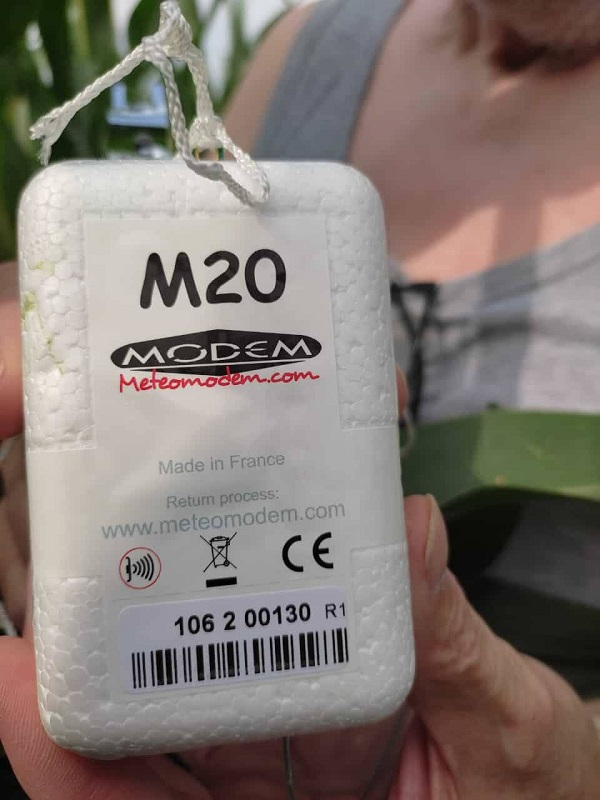 M20
MODEM
Meteomodem.com
Made in France
Return process:
www.meteomodem.com
CE
106 2 00130 R1